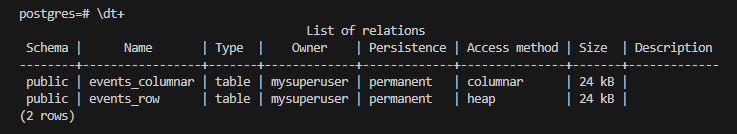 postgres=# \dt+
List of relations
Schema | Name | Type | Owner | Persistence | Access method | Size | Description
--------+-----------------+-------+-------------+-------------+---------------+-------+-------------
public | events_columnar | table | mysuperuser | permanent | columnar | 24 kB |
public | events_row | table | mysuperuser | permanent | heap | 24 kB |
(2 rows)